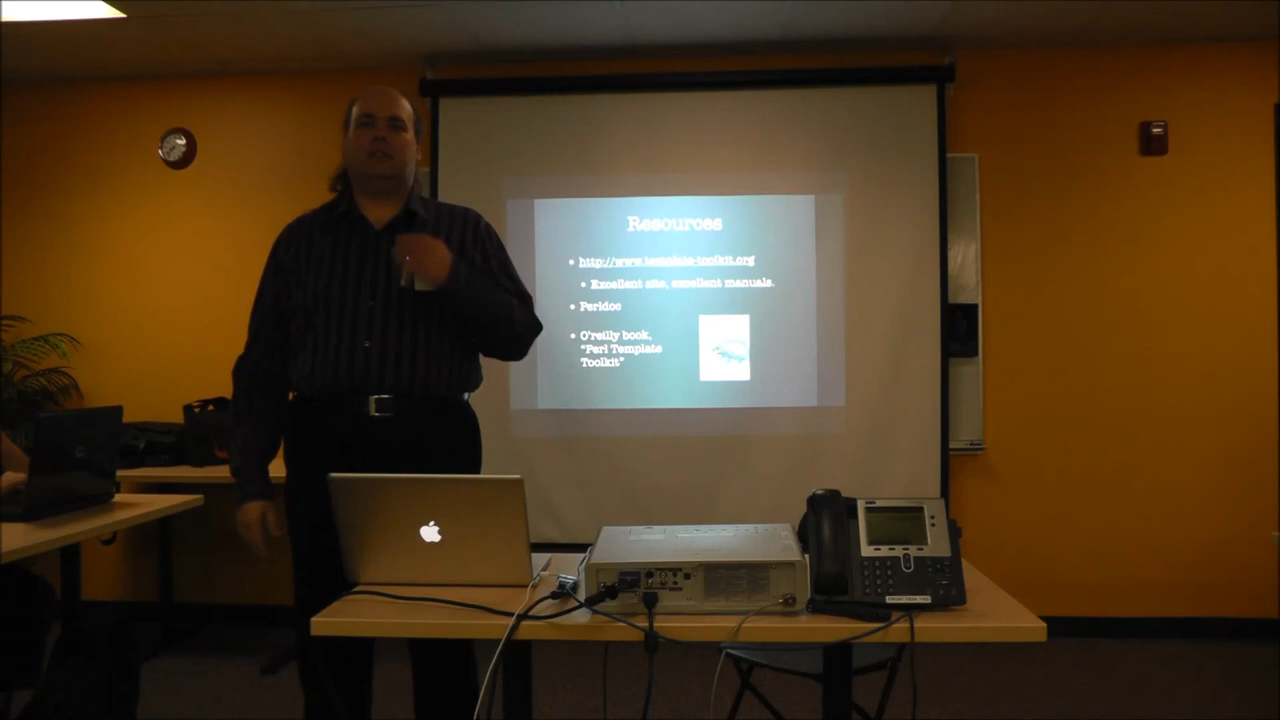 Resources
• http://www.template-toolkit.org
• Excellent site, excellent manuals.
• Perldoc
• O'reilly book,
"Perl Template
Toolkit"